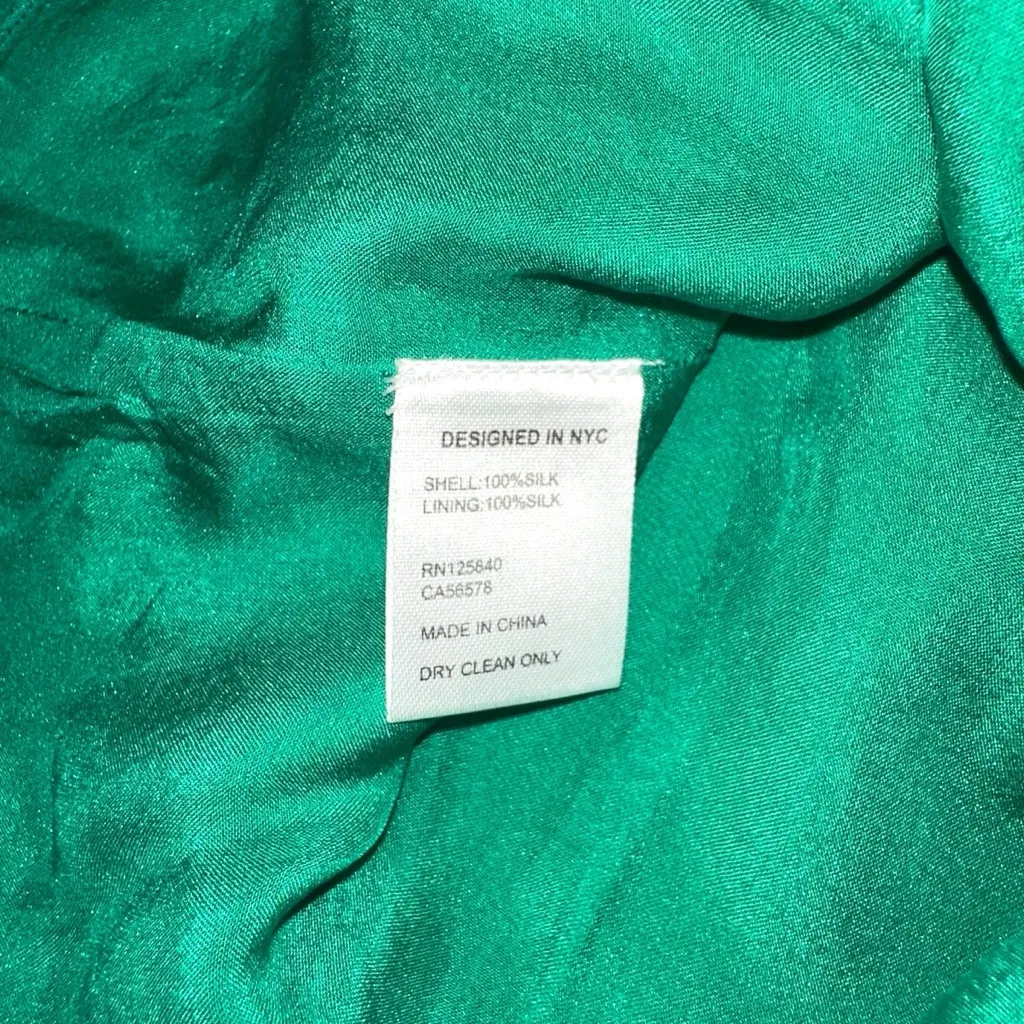 DESIGNED IN NYC
SHELL:100%SILK
LINING:100%SILK
RN125840
CA56578
MADE IN CHINA
DRY CLEAN ONLY